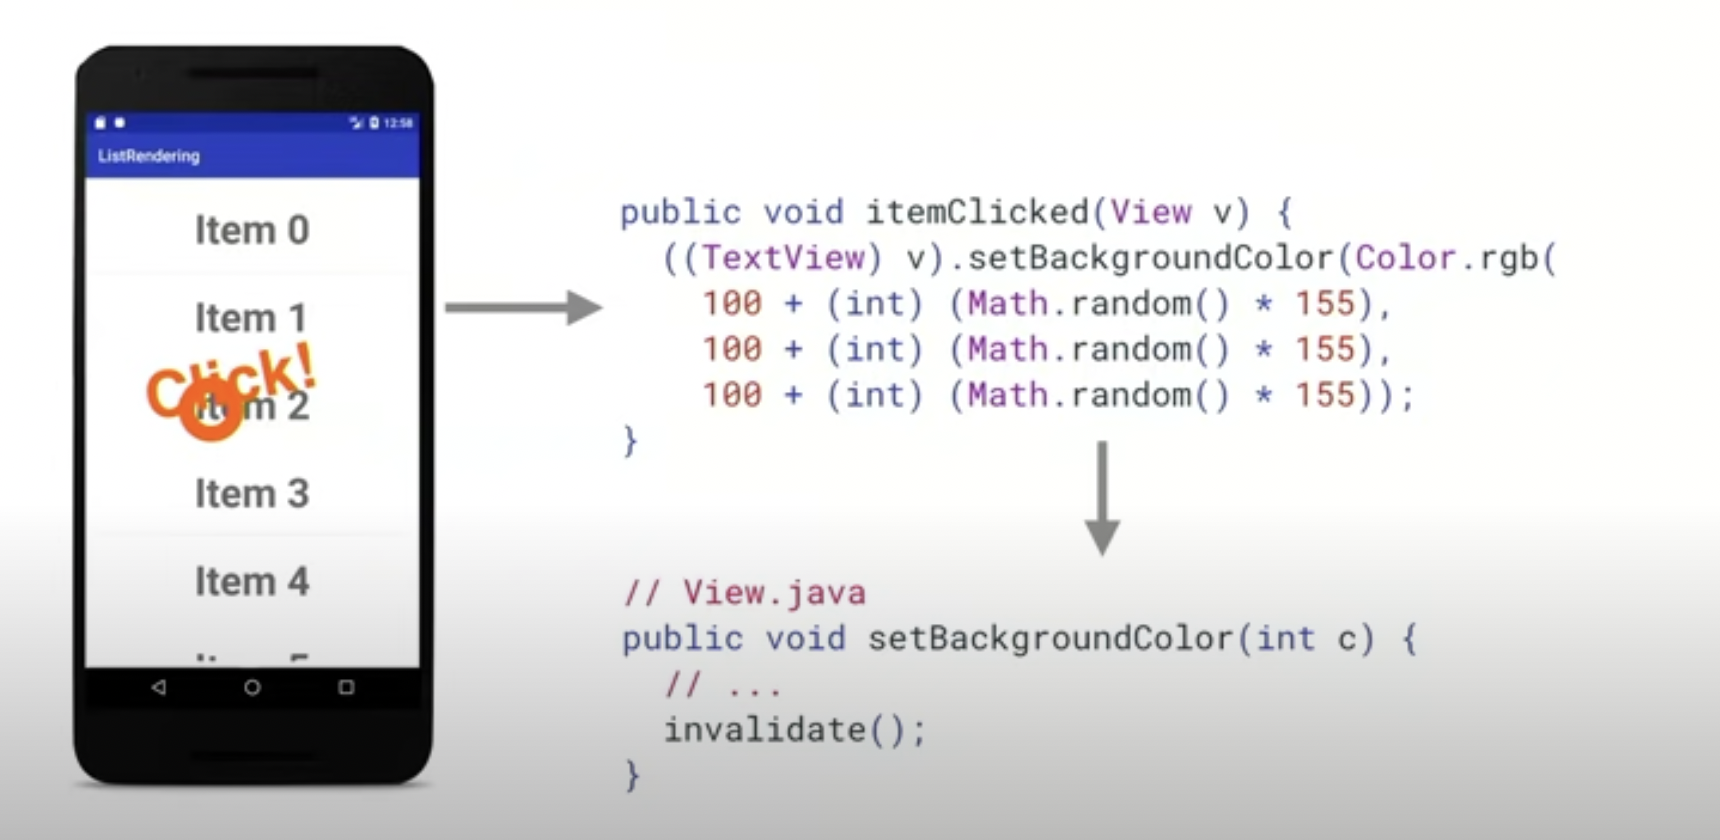 12:58
ListRendering
Item 0
Item 1
Click!
Item 2
Item 3
Item 4
public void itemClicked(View v) {
((TextView) v).setBackgroundColor(Color.rgb(
100 + (int) (Math.random() * 155),
100 + (int) (Math.random() * 155),
100 + (int) (Math.random() * 155));
}
// View.java
public void setBackgroundColor(int c) {
// ...
invalidate();
}